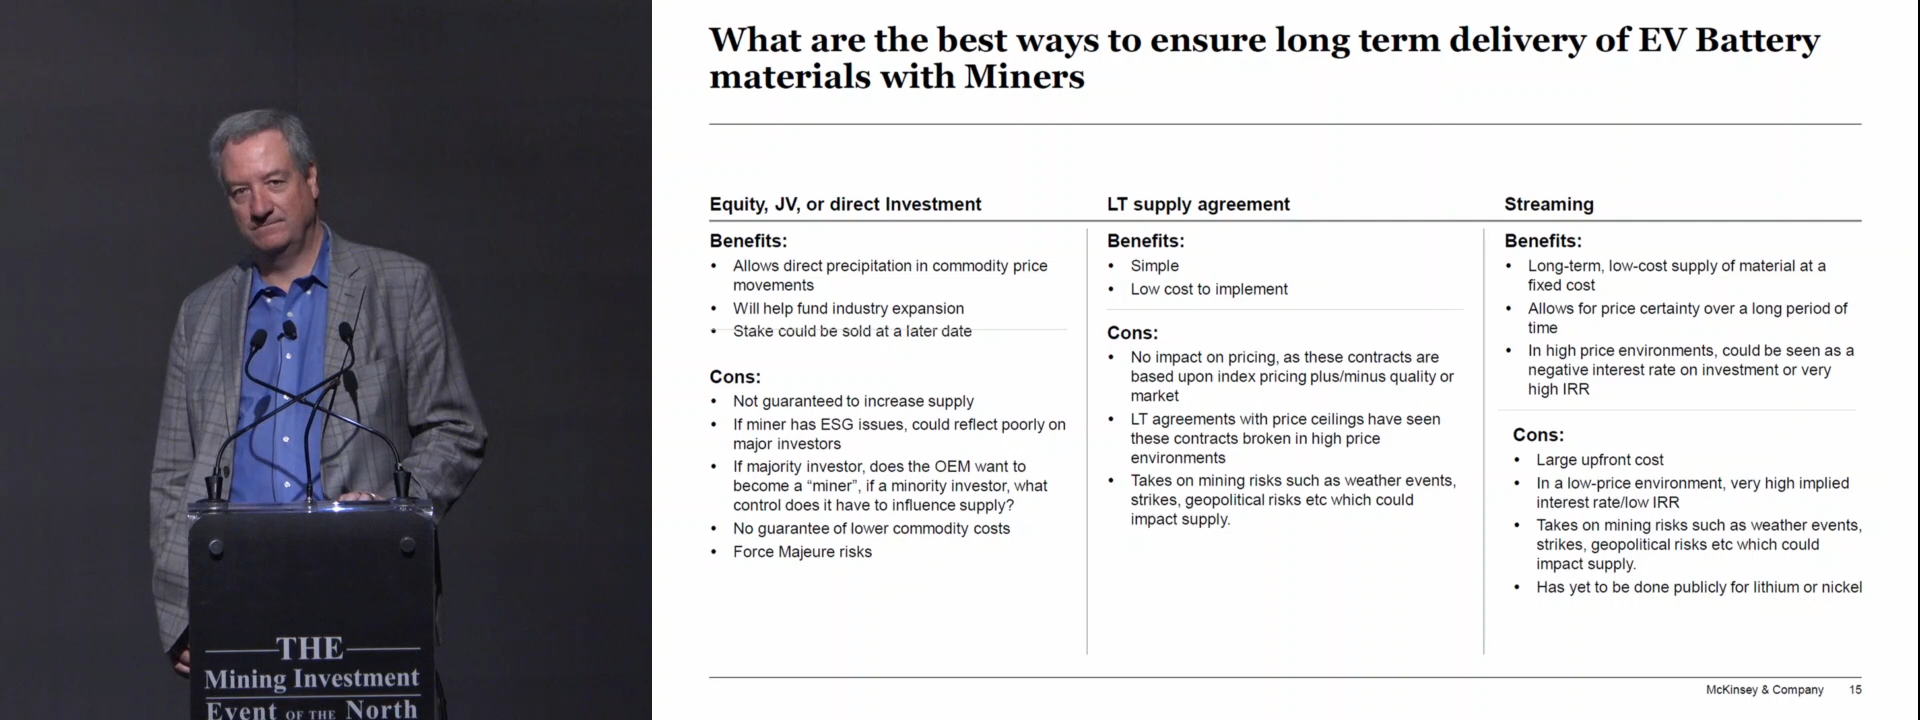 What are the best ways to ensure long term delivery of EV Battery
materials with Miners
Equity, JV, or direct Investment
Benefits:
• Allows direct precipitation in commodity price
movements
• Will help fund industry expansion
• Stake could be sold at a later date
Cons:
• Not guaranteed to increase supply
• If miner has ESG issues, could reflect poorly on
major investors
• If majority investor, does the OEM want to
become a “miner”, if a minority investor, what
control does it have to influence supply?
• No guarantee of lower commodity costs
• Force Majeure risks
LT supply agreement
Benefits:
• Simple
• Low cost to implement
Cons:
• No impact on pricing, as these contracts are
based upon index pricing plus/minus quality or
market
• LT agreements with price ceilings have seen
these contracts broken in high price
environments
• Takes on mining risks such as weather events,
strikes, geopolitical risks etc which could
impact supply.
Streaming
Benefits:
• Long-term, low-cost supply of material at a
fixed cost
• Allows for price certainty over a long period of
time
• In high price environments, could be seen as a
negative interest rate on investment or very
high IRR
Cons:
• Large upfront cost
• In a low-price environment, very high implied
interest rate/low IRR
• Takes on mining risks such as weather events,
strikes, geopolitical risks etc which could
impact supply.
• Has yet to be done publicly for lithium or nickel
McKinsey & Company 15
THE
Mining Investment
Event OF THE North